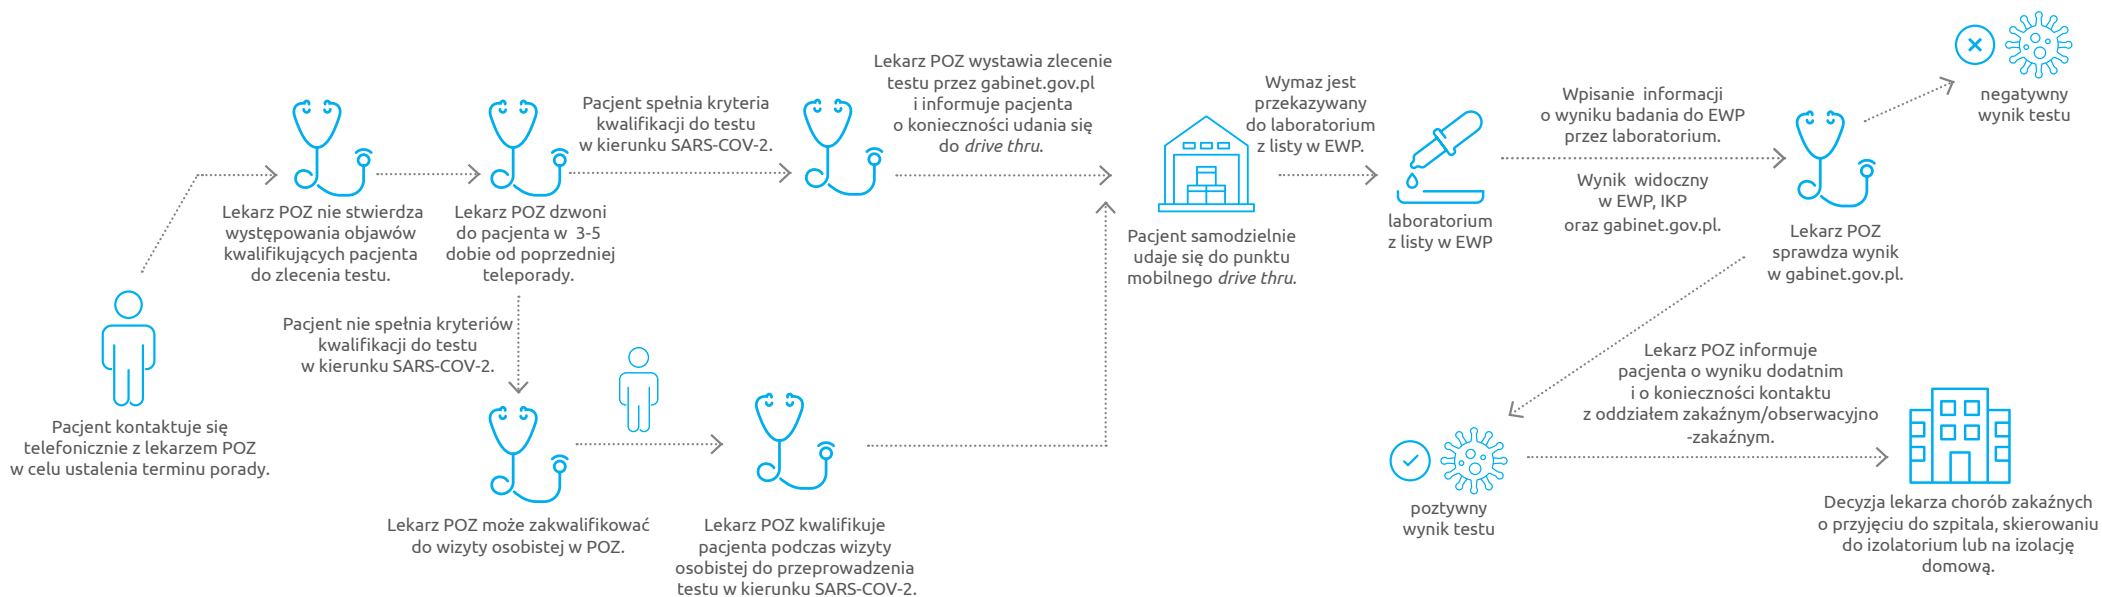 Pacjent kontaktuje się
telefonicznie z lekarzem POZ
w celu ustalenia terminu porady.
Lekarz POZ nie stwierdza
występowania objawów
kwalifikujących pacjenta
do zlecenia testu.
Lekarz POZ dzwoni
do pacjenta w 3-5
dobie od poprzedniej
teleporady.
Pacjent spełnia kryteria
kwalifikacji do testu
w kierunku SARS-COV-2.
Pacjent nie spełnia kryteriów
kwalifikacji do testu
w kierunku SARS-COV-2.
Lekarz POZ może zakwalifikować
do wizyty osobistej w POZ.
Lekarz POZ kwalifikuje
pacjenta podczas wizyty
osobistej do przeprowadzenia
testu w kierunku SARS-COV-2.
Lekarz POZ wystawia zlecenie
testu przez gabinet.gov.pl
i informuje pacjenta
o konieczności udania się
do drive thru.
Pacjent samodzielnie
udaje się do punktu
mobilnego drive thru.
Wymaz jest
przekazywany
do laboratorium
z listy w EWP.
laboratorium
z listy w EWP
Wpisanie informacji
o wyniku badania do EWP
przez laboratorium.
Wynik widoczny
w EWP, IKP
oraz gabinet.gov.pl.
Lekarz POZ
sprawdza wynik
w gabinet.gov.pl.
negatywny
wynik testu
poztywny
wynik testu
Lekarz POZ informuje
pacjenta o wyniku dodatnim
i o konieczności kontaktu
z oddziałem zakaźnym/obserwacyjno
-zakaźnym.
Decyzja lekarza chorób zakaźnych
o przyjęciu do szpitala, skierowaniu
do izolatorium lub na izolację
domową.